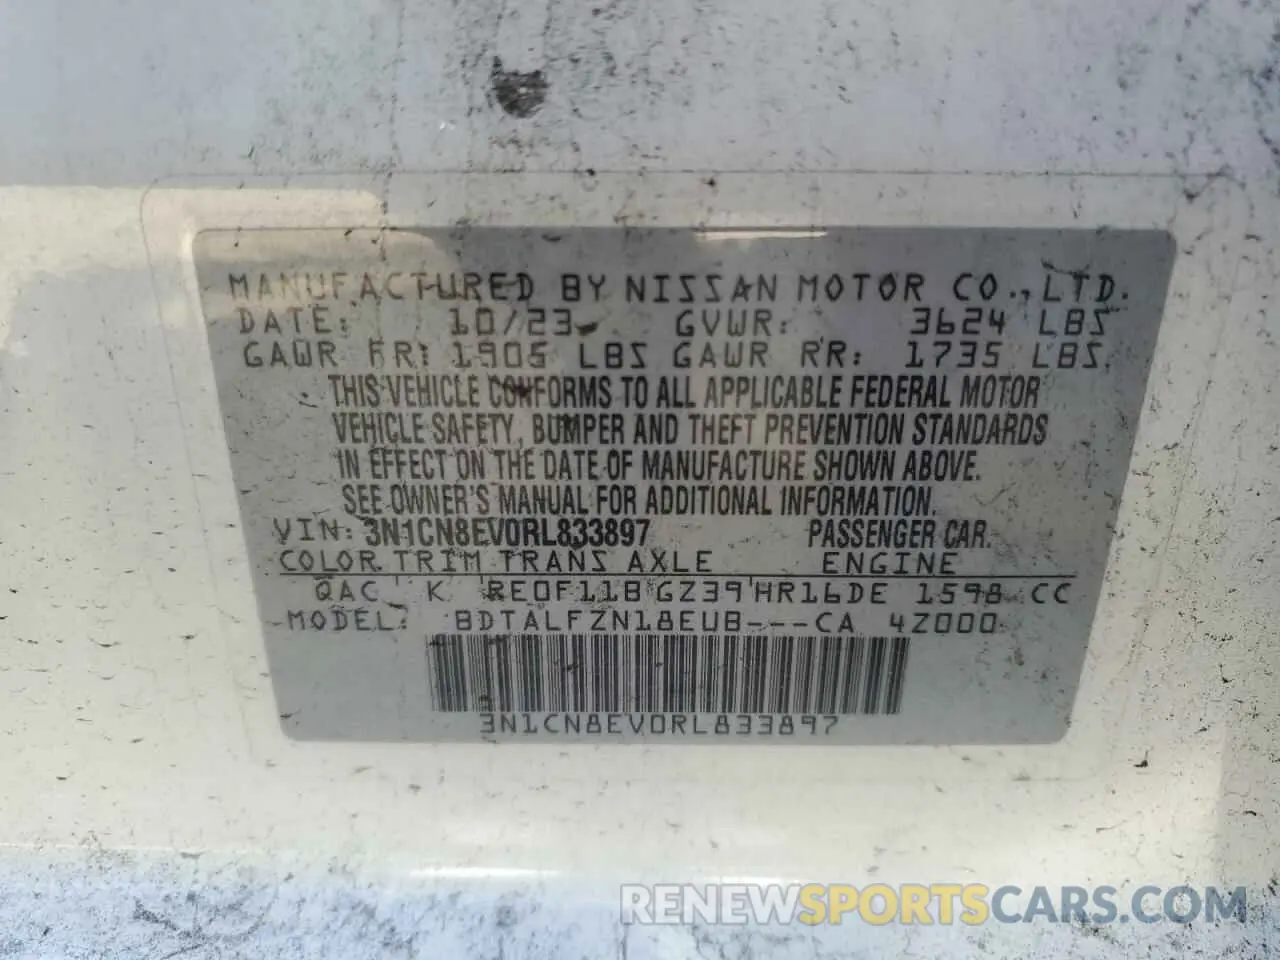 MANUFACTURED BY NISSAN MOTOR CO., LTD.
DATE: 10/23 GVWR: 3624 LBS
GAWR FR: 1905 LBS GAWR RR: 1735 LBS.
THIS VEHICLE CONFORMS TO ALL APPLICABLE FEDERAL MOTOR
VEHICLE SAFETY, BUMPER AND THEFT PREVENTION STANDARDS
IN EFFECT ON THE DATE OF MANUFACTURE SHOWN ABOVE.
SEE OWNER'S MANUAL FOR ADDITIONAL INFORMATION.
VIN: 3N1CN8EV0RL833897 PASSENGER CAR.
COLOR TRIM TRANS AXLE ENGINE
QAC K RE0F11B GZ39 HR16DE 1598 CC
MODEL: BDTALFZN18EUB---CA 4Z000
3N1CN8EV0RL833897
RENEWSPORTSCARS.COM